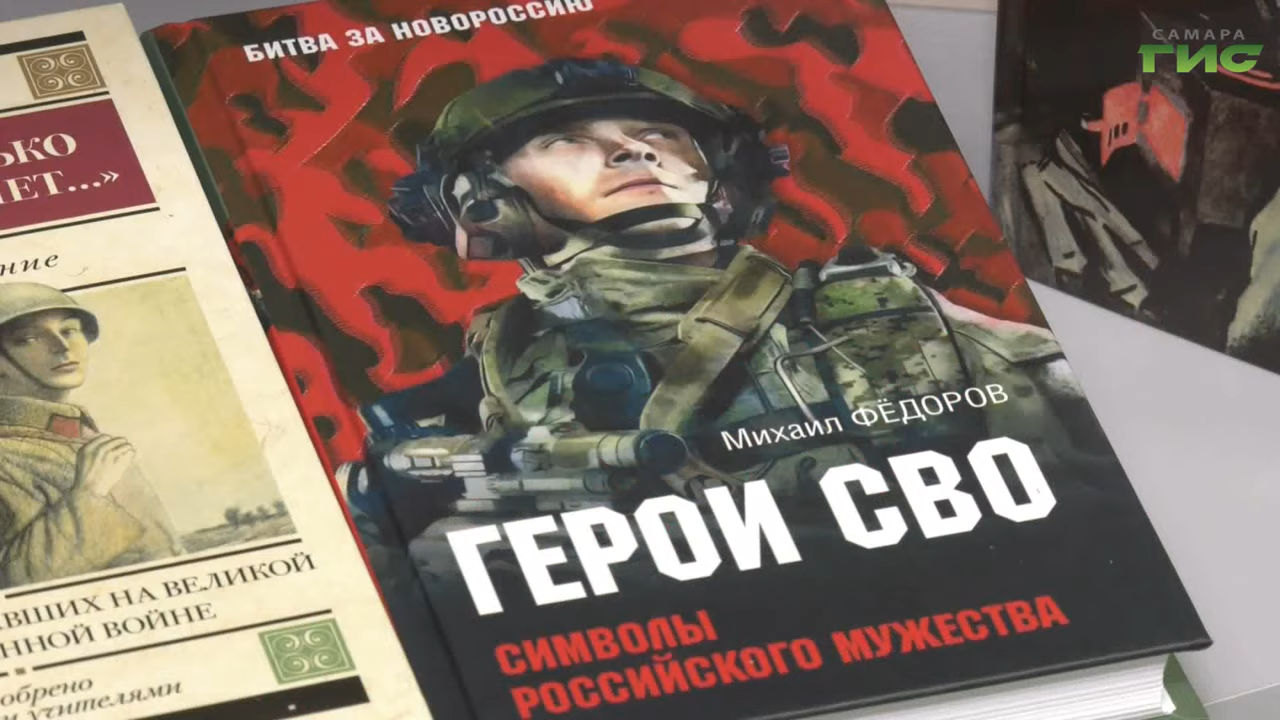 САМАРА
ГИС
БИТВА ЗА НОВОРОССИЮ
Михаил ФЁДОРОВ
ГЕРОИ СВО
СИМВОЛЫ
РОССИЙСКОГО МУЖЕСТВА
ЬКО
ЕТ...»
ние
ВШИХ НА ВЕЛИКОЙ
ННОЙ ВОЙНЕ
обрено
и учителями